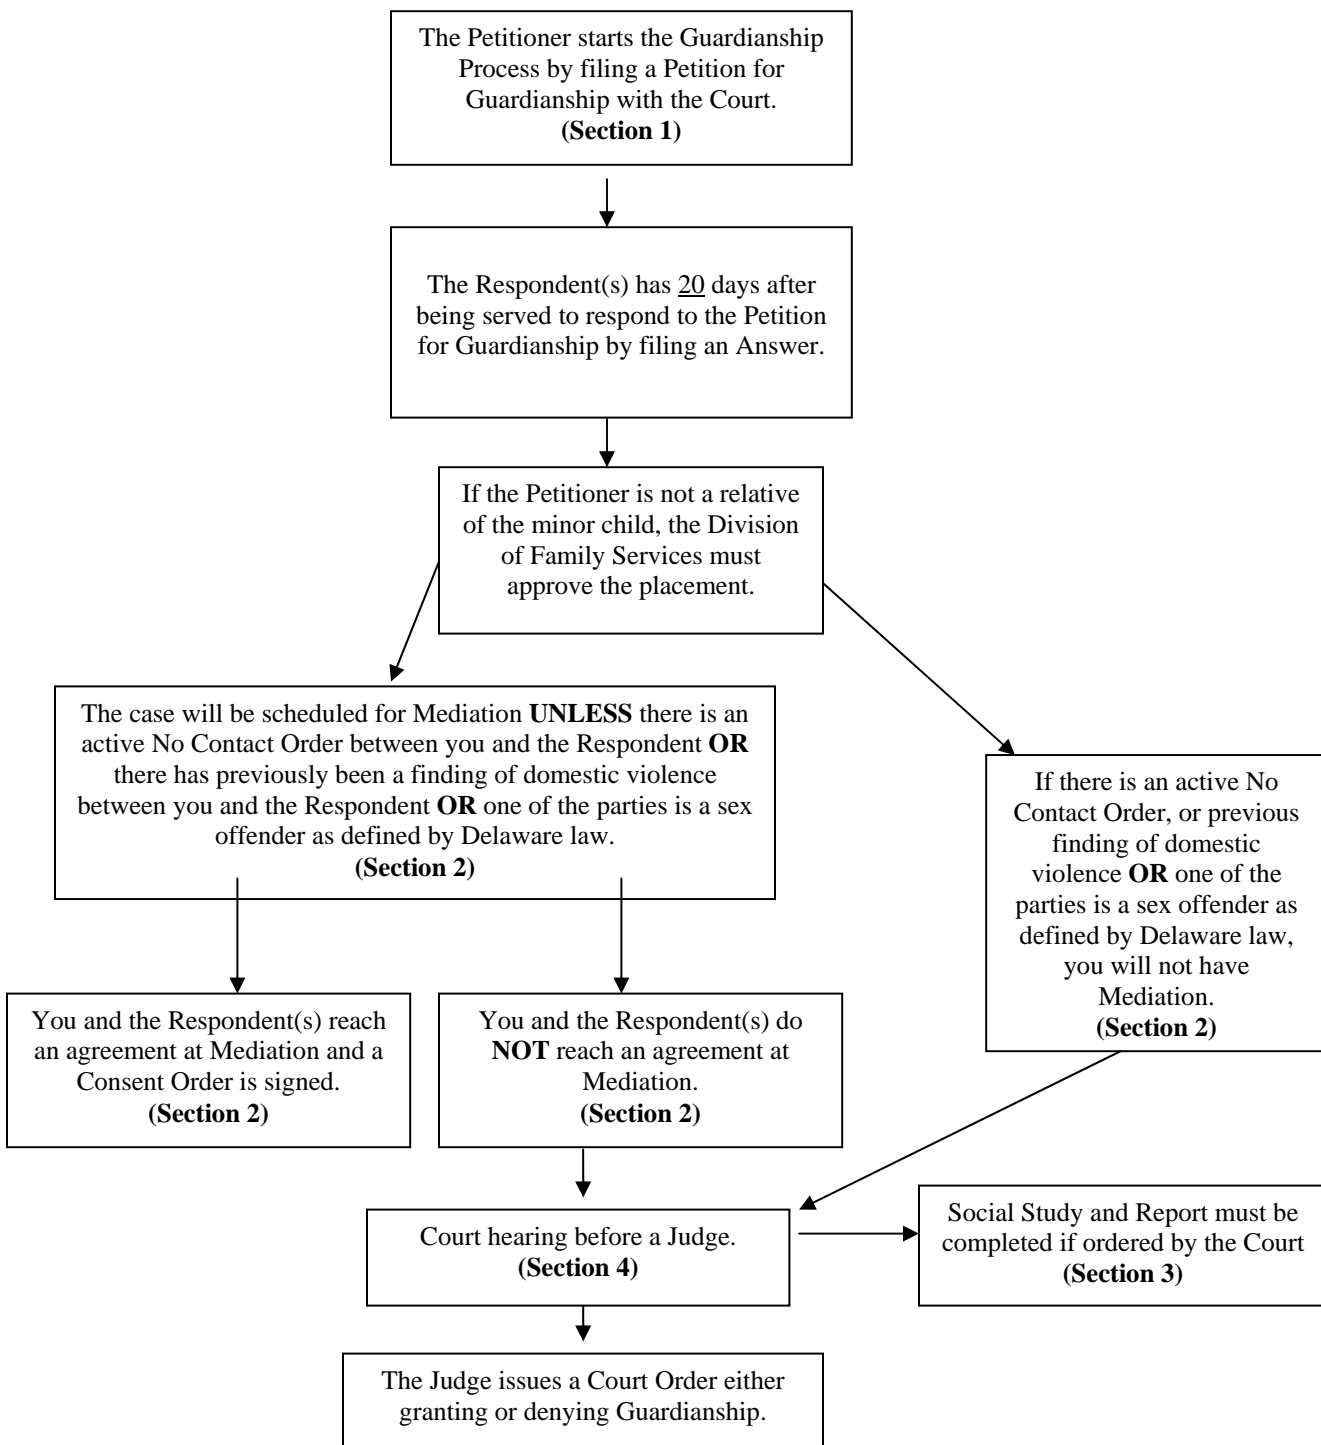 The Petitioner starts the Guardianship
Process by filing a Petition for
Guardianship with the Court.
(Section 1)
The Respondent(s) has 20 days after
being served to respond to the Petition
for Guardianship by filing an Answer.
If the Petitioner is not a relative
of the minor child, the Division
of Family Services must
approve the placement.
The case will be scheduled for Mediation UNLESS there is an
active No Contact Order between you and the Respondent OR
there has previously been a finding of domestic violence
between you and the Respondent OR one of the parties is a sex
offender as defined by Delaware law.
(Section 2)
If there is an active No
Contact Order, or previous
finding of domestic
violence OR one of the
parties is a sex offender as
defined by Delaware law,
you will not have
Mediation.
(Section 2)
You and the Respondent(s) reach
an agreement at Mediation and a
Consent Order is signed.
(Section 2)
You and the Respondent(s) do
NOT reach an agreement at
Mediation.
(Section 2)
Court hearing before a Judge.
(Section 4)
Social Study and Report must be
completed if ordered by the Court
(Section 3)
The Judge issues a Court Order either
granting or denying Guardianship.